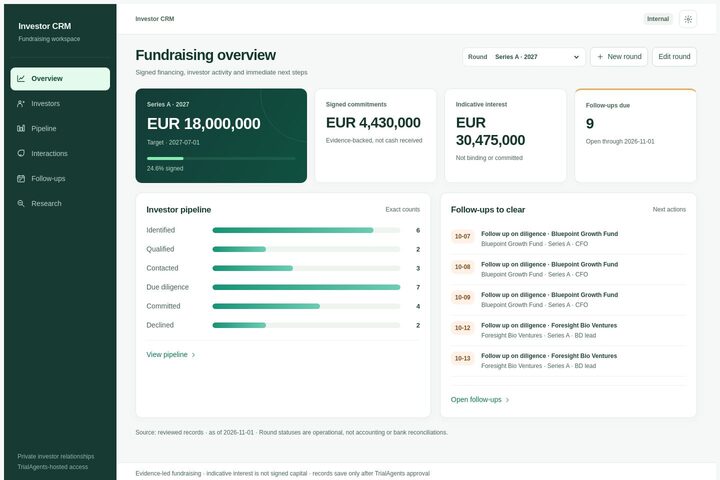 Investor CRM
Fundraising workspace
Overview
Investors
Pipeline
Interactions
Follow-ups
Research
Private investor relationships
TrialAgents-hosted access
Investor CRM
Internal
Fundraising overview
Signed financing, investor activity and immediate next steps
Round Series A · 2027
New round
Edit round
Series A · 2027
EUR 18,000,000
Target · 2027-07-01
24.6% signed
Signed commitments
EUR 4,430,000
Evidence-backed, not cash received
Indicative interest
EUR
30,475,000
Not binding or committed
Follow-ups due
9
Open through 2026-11-01
Investor pipeline
Exact counts
Identified 6
Qualified 2
Contacted 3
Due diligence 7
Committed 4
Declined 2
View pipeline
Follow-ups to clear
Next actions
10-07 Follow up on diligence · Bluepoint Growth Fund
Bluepoint Growth Fund · Series A · CFO
10-08 Follow up on diligence · Bluepoint Growth Fund
Bluepoint Growth Fund · Series A · CFO
10-09 Follow up on diligence · Bluepoint Growth Fund
Bluepoint Growth Fund · Series A · CFO
10-12 Follow up on diligence · Foresight Bio Ventures
Foresight Bio Ventures · Series A · BD lead
10-13 Follow up on diligence · Foresight Bio Ventures
Foresight Bio Ventures · Series A · BD lead
Open follow-ups
Source: reviewed records · as of 2026-11-01 · Round statuses are operational, not accounting or bank reconciliations.
Evidence-led fundraising · indicative interest is not signed capital · records save only after TrialAgents approval